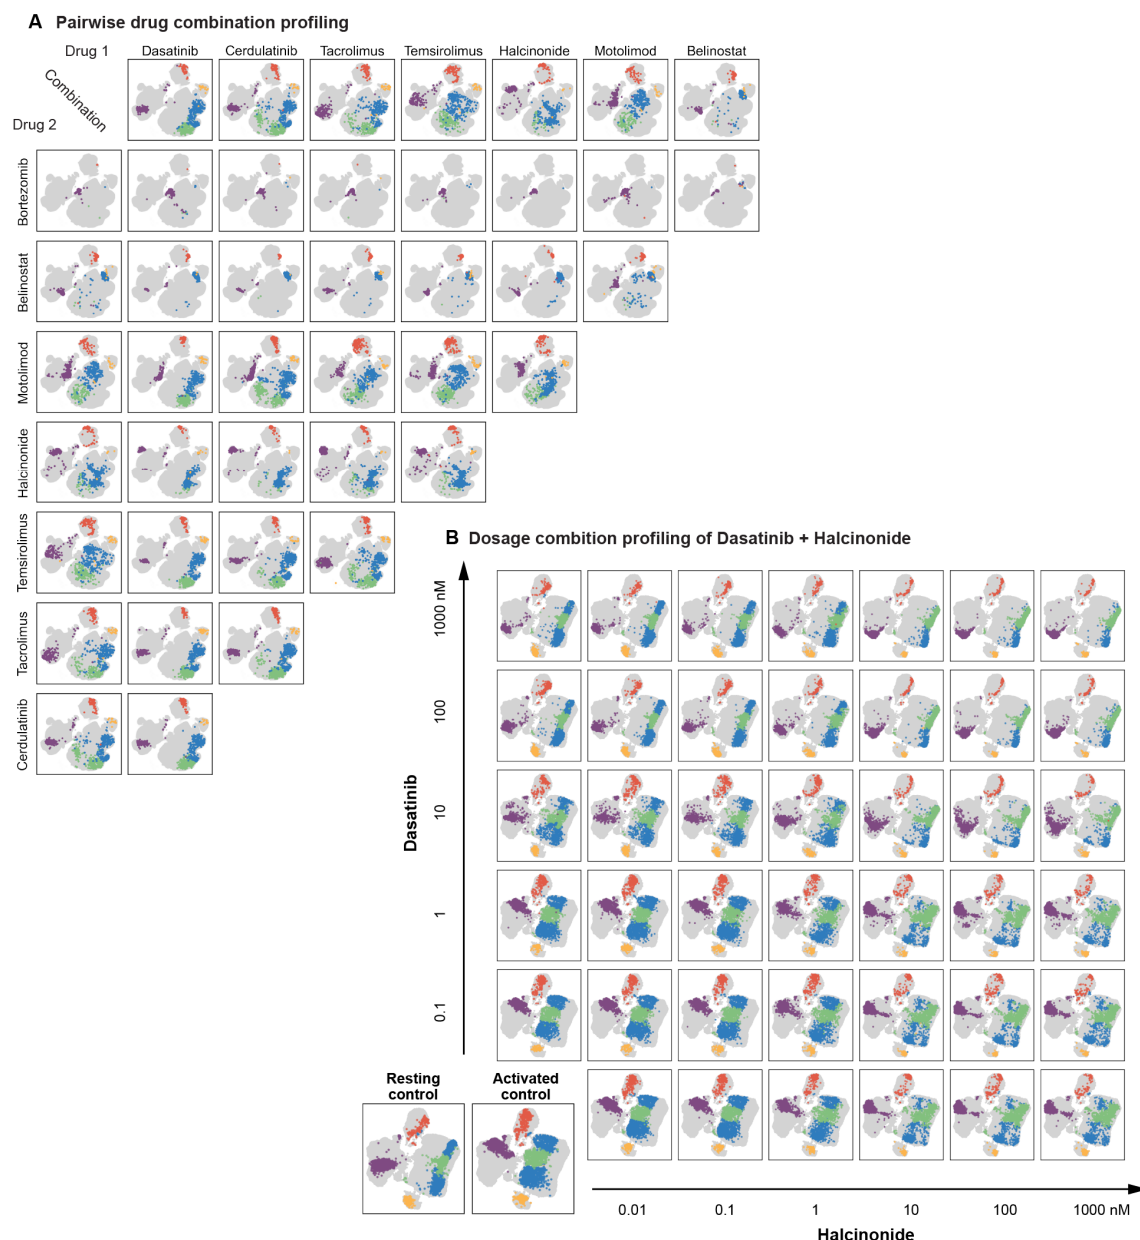 A Pairwise drug combination profiling
Drug 1
Dasatinib
Cerdulatinib
Tacrolimus
Temsirolimus
Halcinonide
Motolimod
Belinostat
Combination
Drug 2
Bortezomib
Belinostat
Motolimod
Halcinonide
Temsirolimus
Tacrolimus
Cerdulatinib
B Dosage combition profiling of Dasatinib + Halcinonide
1000 nM
100
10
1
0.1
Dasatinib
Resting
control
Activated
control
0.01
0.1
1
10
100
1000 nM
Halcinonide